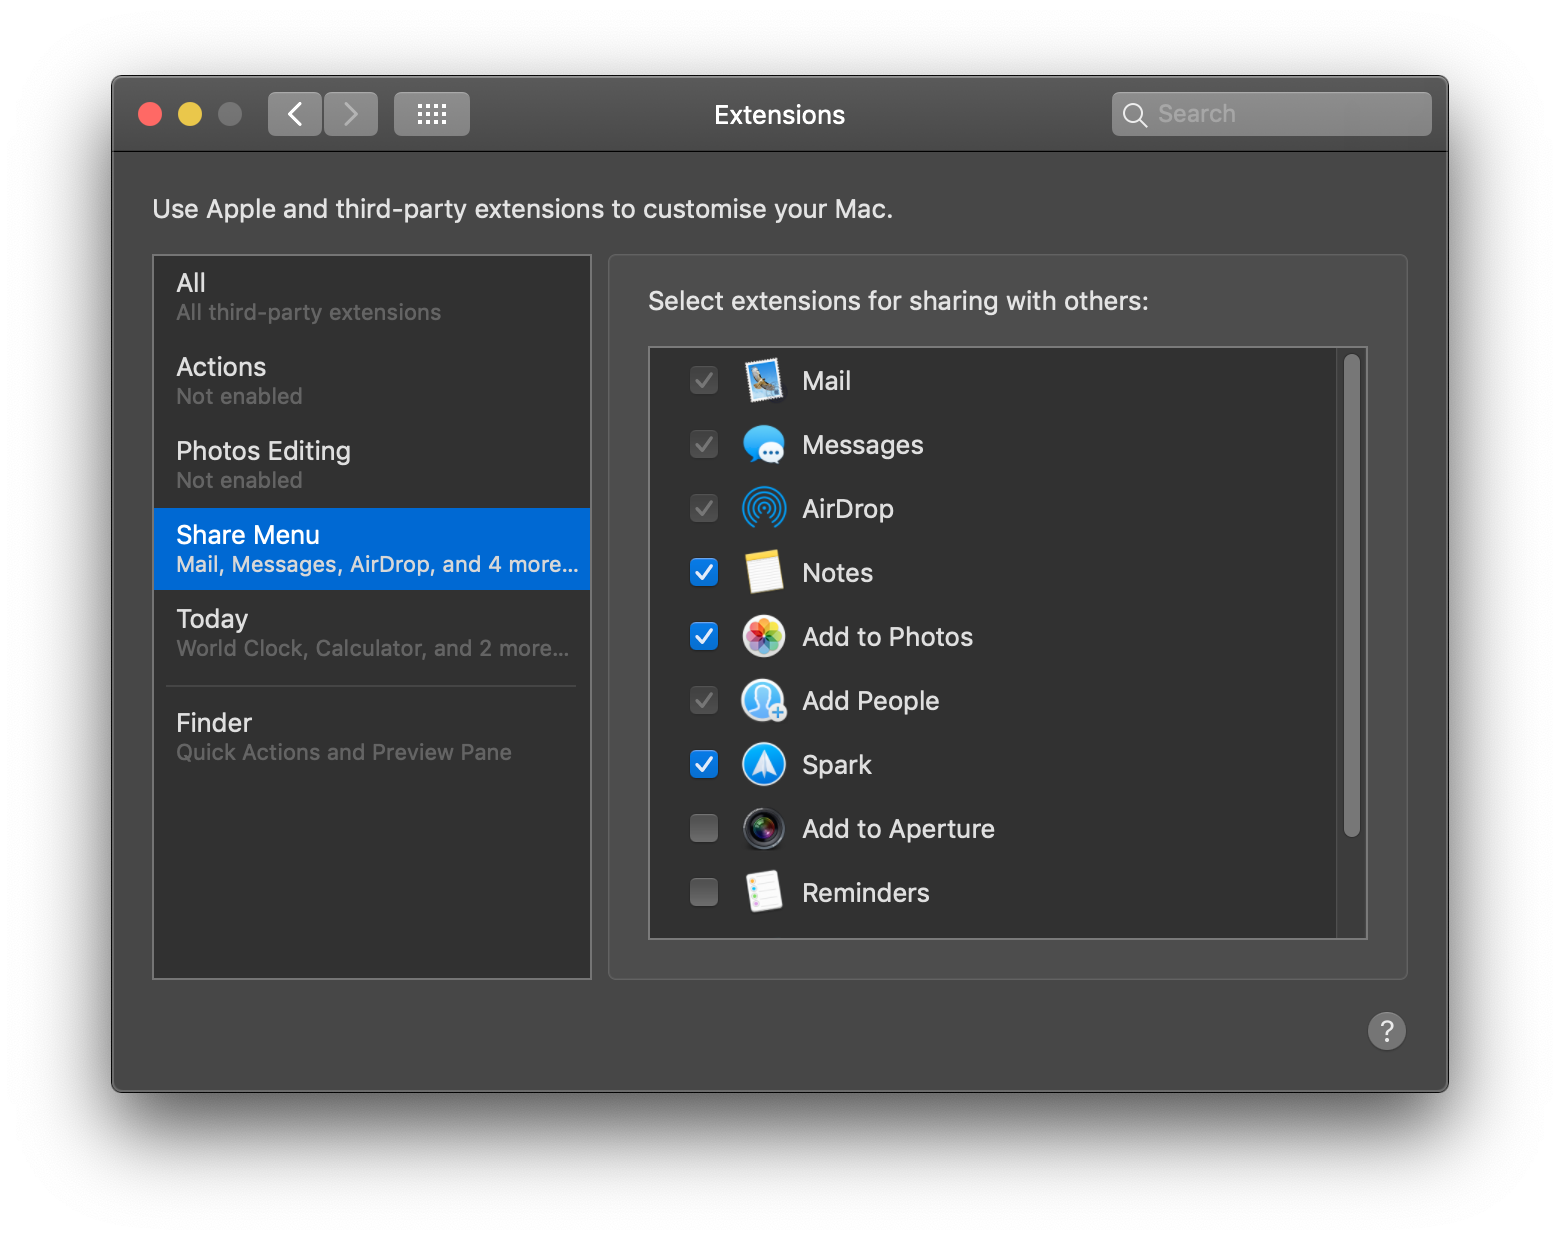 Extensions
Search
Use Apple and third-party extensions to customise your Mac.
All
All third-party extensions
Actions
Not enabled
Photos Editing
Not enabled
Share Menu
Mail, Messages, AirDrop, and 4 more...
Today
World Clock, Calculator, and 2 more...
Finder
Quick Actions and Preview Pane
Select extensions for sharing with others:
Mail
Messages
AirDrop
Notes
Add to Photos
Add People
Spark
Add to Aperture
Reminders
?